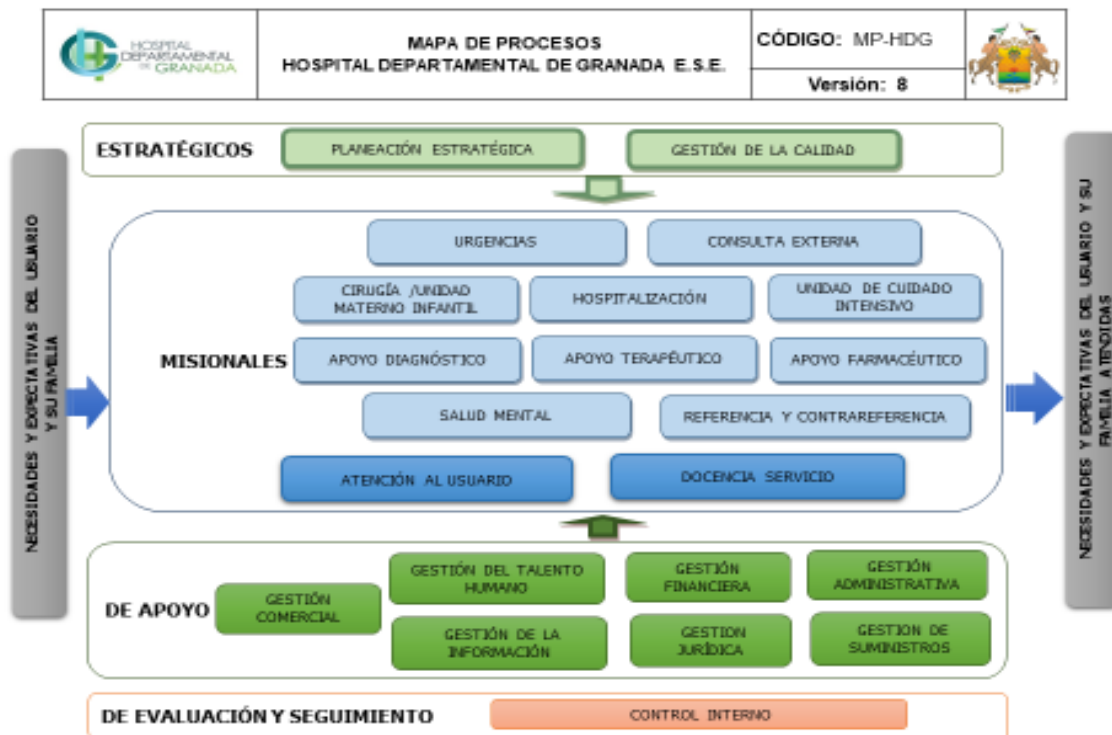 HOSPITAL
DEPARTAMENTAL
DE GRANADA
MAPA DE PROCESOS
HOSPITAL DEPARTAMENTAL DE GRANADA E.S.E.
CÓDIGO: MP-HDG
Versión: 8
NECESIDADES Y EXPECTATIVAS DEL USUARIO
Y SU FAMILIA
ESTRATÉGICOS
PLANEACIÓN ESTRATÉGICA
GESTIÓN DE LA CALIDAD
MISIONALES
URGENCIAS
CONSULTA EXTERNA
CIRUGÍA /UNIDAD
MATERNO INFANTIL
HOSPITALIZACIÓN
UNIDAD DE CUIDADO
INTENSIVO
APOYO DIAGNÓSTICO
APOYO TERAPÉUTICO
APOYO FARMACÉUTICO
SALUD MENTAL
REFERENCIA Y CONTRAREFERENCIA
ATENCIÓN AL USUARIO
DOCENCIA SERVICIO
DE APOYO
GESTIÓN
COMERCIAL
GESTIÓN DEL TALENTO
HUMANO
GESTIÓN
FINANCIERA
GESTIÓN
ADMINISTRATIVA
GESTIÓN DE LA
INFORMACIÓN
GESTION
JURÍDICA
GESTION DE
SUMINISTROS
DE EVALUACIÓN Y SEGUIMIENTO
CONTROL INTERNO
NECESIDADES Y EXPECTATIVAS DEL USUARIO Y SU
FAMILIA ATENDIDAS